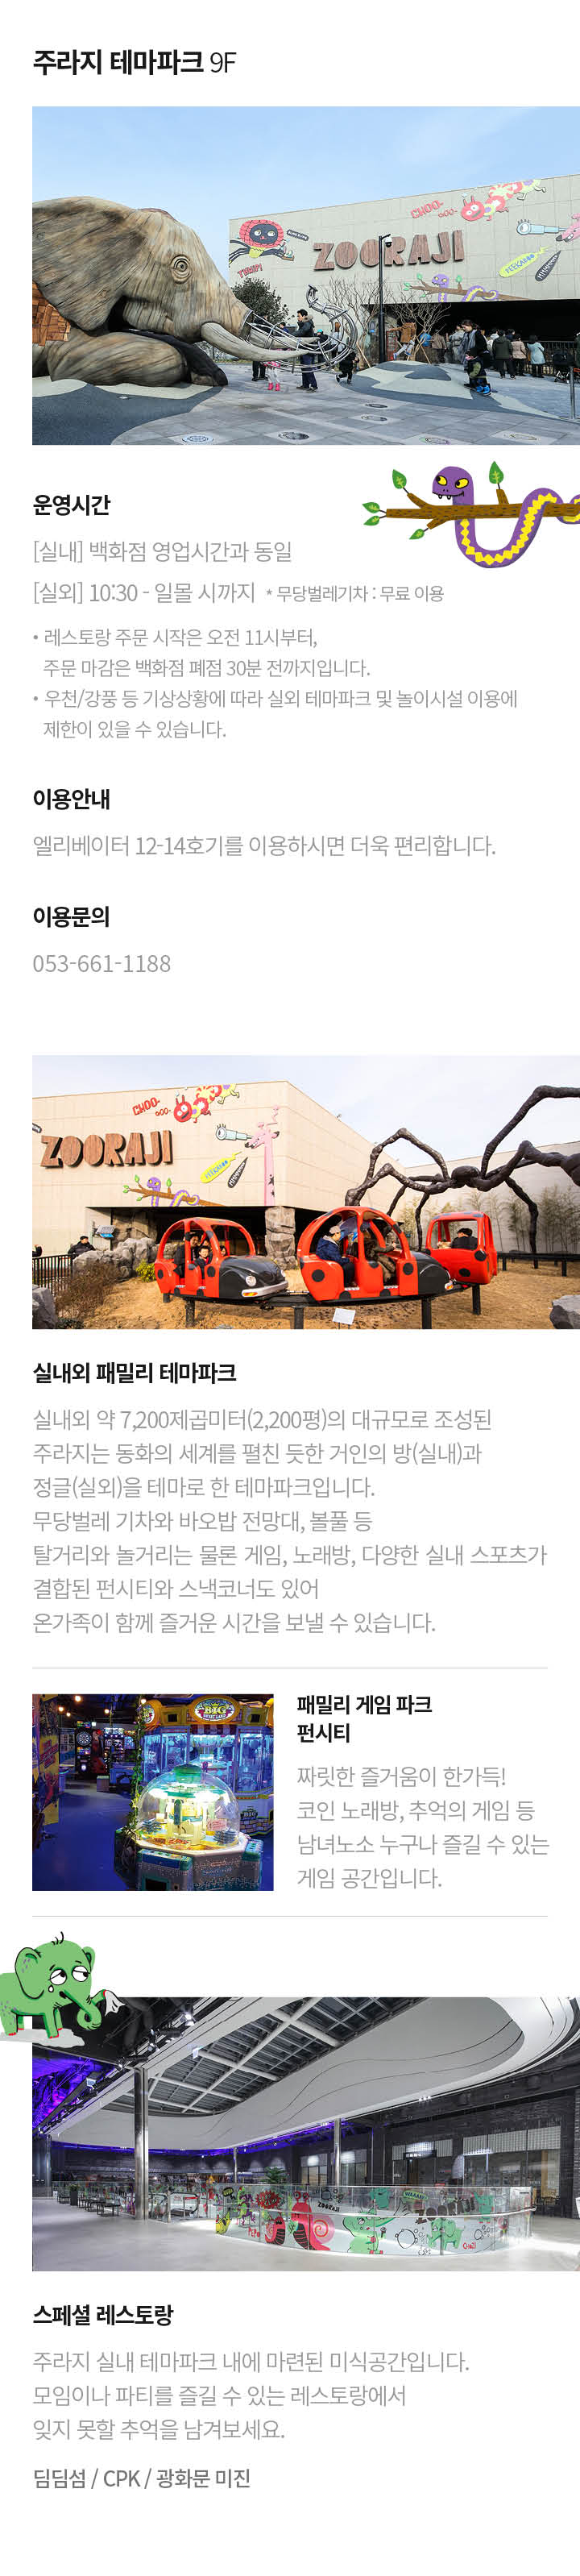 주라지 테마파크 9F
CHOO-
OOO-
ZOORAJI
운영시간
[실내] 백화점 영업시간과 동일
[실외] 10:30 - 일몰 시까지 * 무당벌레기차 : 무료 이용
• 레스토랑 주문 시작은 오전 11시부터,
주문 마감은 백화점 폐점 30분 전까지입니다.
• 우천/강풍 등 기상상황에 따라 실외 테마파크 및 놀이시설 이용에
제한이 있을 수 있습니다.
이용안내
엘리베이터 12-14호기를 이용하시면 더욱 편리합니다.
이용문의
053-661-1188
CHOO-
OOO-
ZOORAJI
실내외 패밀리 테마파크
실내외 약 7,200제곱미터(2,200평)의 대규모로 조성된
주라지는 동화의 세계를 펼친 듯한 거인의 방(실내)과
정글(실외)을 테마로 한 테마파크입니다.
무당벌레 기차와 바오밥 전망대, 볼풀 등
탈거리와 놀거리는 물론 게임, 노래방, 다양한 실내 스포츠가
결합된 펀시티와 스낵코너도 있어
온가족이 함께 즐거운 시간을 보낼 수 있습니다.
BIG
패밀리 게임 파크
펀시티
짜릿한 즐거움이 한가득!
코인 노래방, 추억의 게임 등
남녀노소 누구나 즐길 수 있는
게임 공간입니다.
ZOORAJI
스페셜 레스토랑
주라지 실내 테마파크 내에 마련된 미식공간입니다.
모임이나 파티를 즐길 수 있는 레스토랑에서
잊지 못할 추억을 남겨보세요.
딤딤섬 / CPK / 광화문 미진